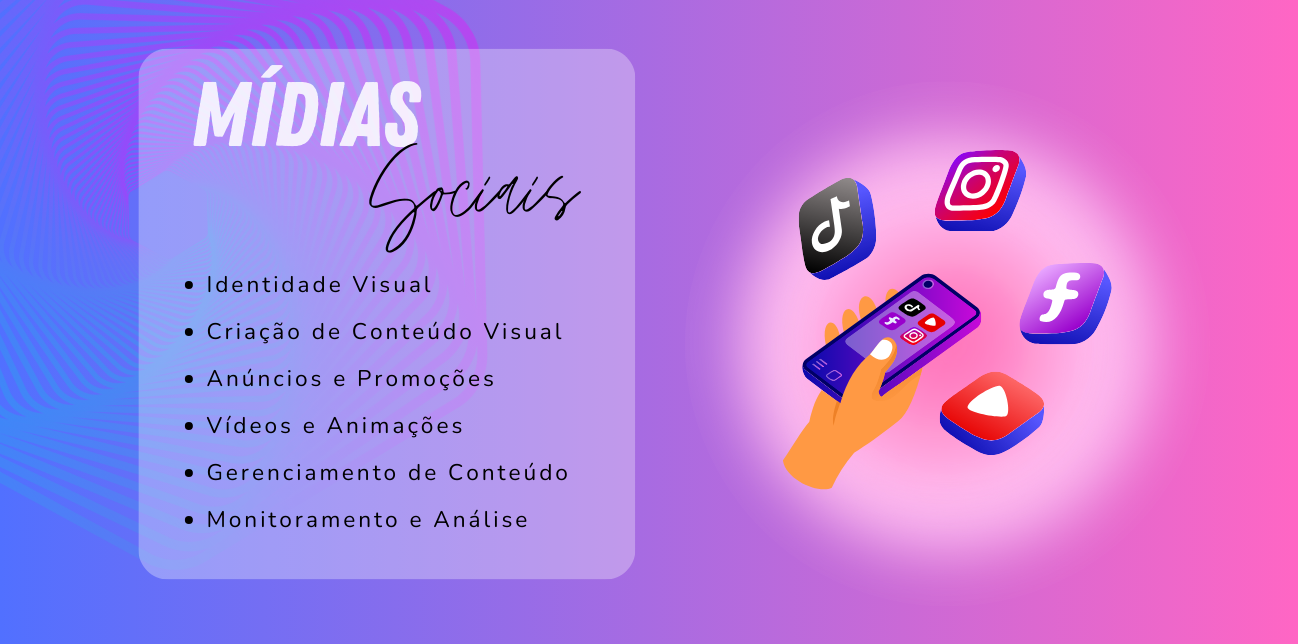 MÍDIAS
Sociais
• Identidade Visual
• Criação de Conteúdo Visual
• Anúncios e Promoções
• Vídeos e Animações
• Gerenciamento de Conteúdo
• Monitoramento e Análise